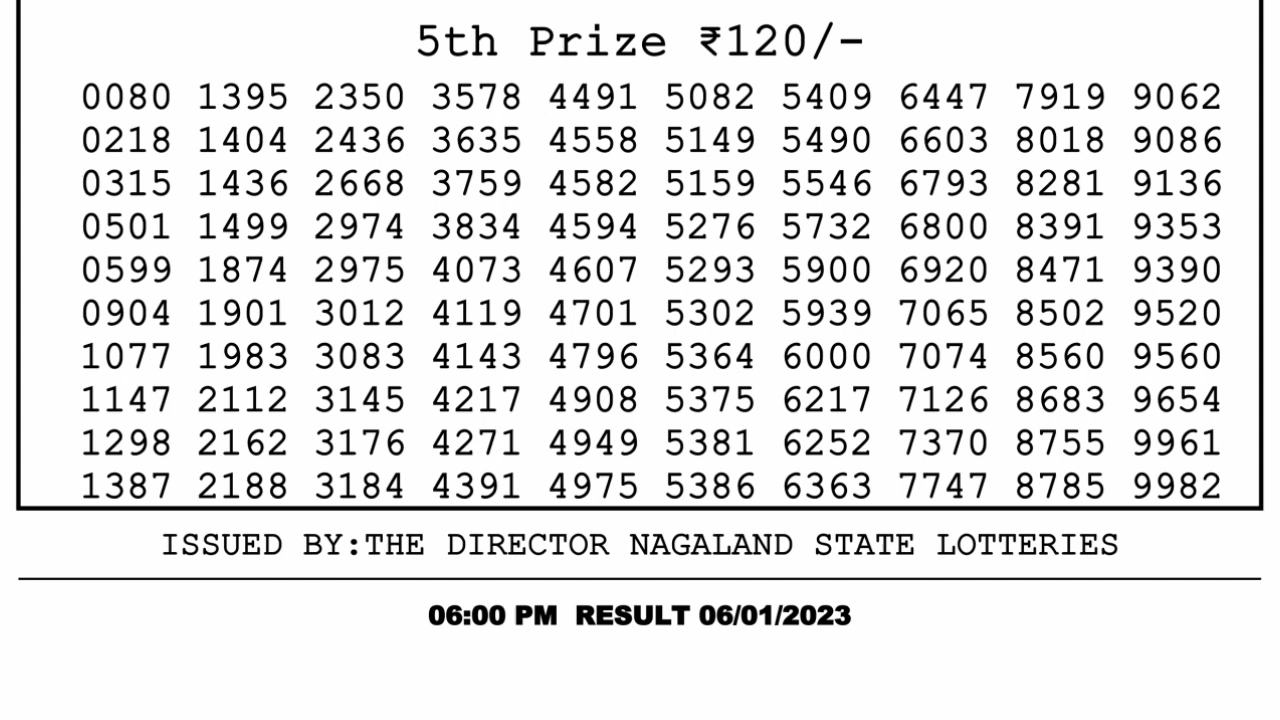 5th Prize ₹120/-
0080 1395 2350 3578 4491 5082 5409 6447 7919 9062
0218 1404 2436 3635 4558 5149 5490 6603 8018 9086
0315 1436 2668 3759 4582 5159 5546 6793 8281 9136
0501 1499 2974 3834 4594 5276 5732 6800 8391 9353
0599 1874 2975 4073 4607 5293 5900 6920 8471 9390
0904 1901 3012 4119 4701 5302 5939 7065 8502 9520
1077 1983 3083 4143 4796 5364 6000 7074 8560 9560
1147 2112 3145 4217 4908 5375 6217 7126 8683 9654
1298 2162 3176 4271 4949 5381 6252 7370 8755 9961
1387 2188 3184 4391 4975 5386 6363 7747 8785 9982
ISSUED BY:THE DIRECTOR NAGALAND STATE LOTTERIES
06:00 PM RESULT 06/01/2023